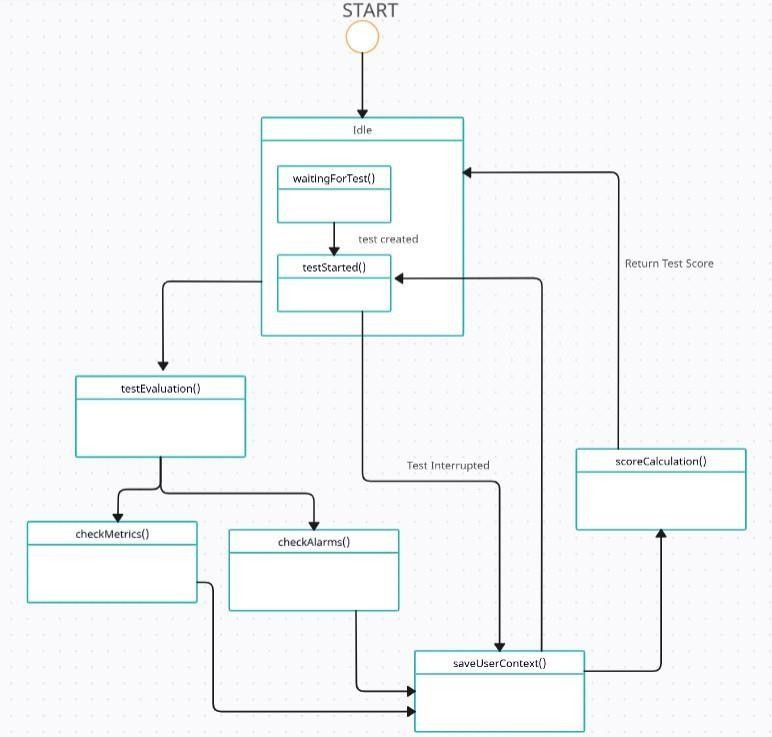 START
Idle
waitingForTest()
test created
testStarted()
Return Test Score
testEvaluation()
Test Interrupted
scoreCalculation()
checkMetrics()
checkAlarms()
saveUserContext()